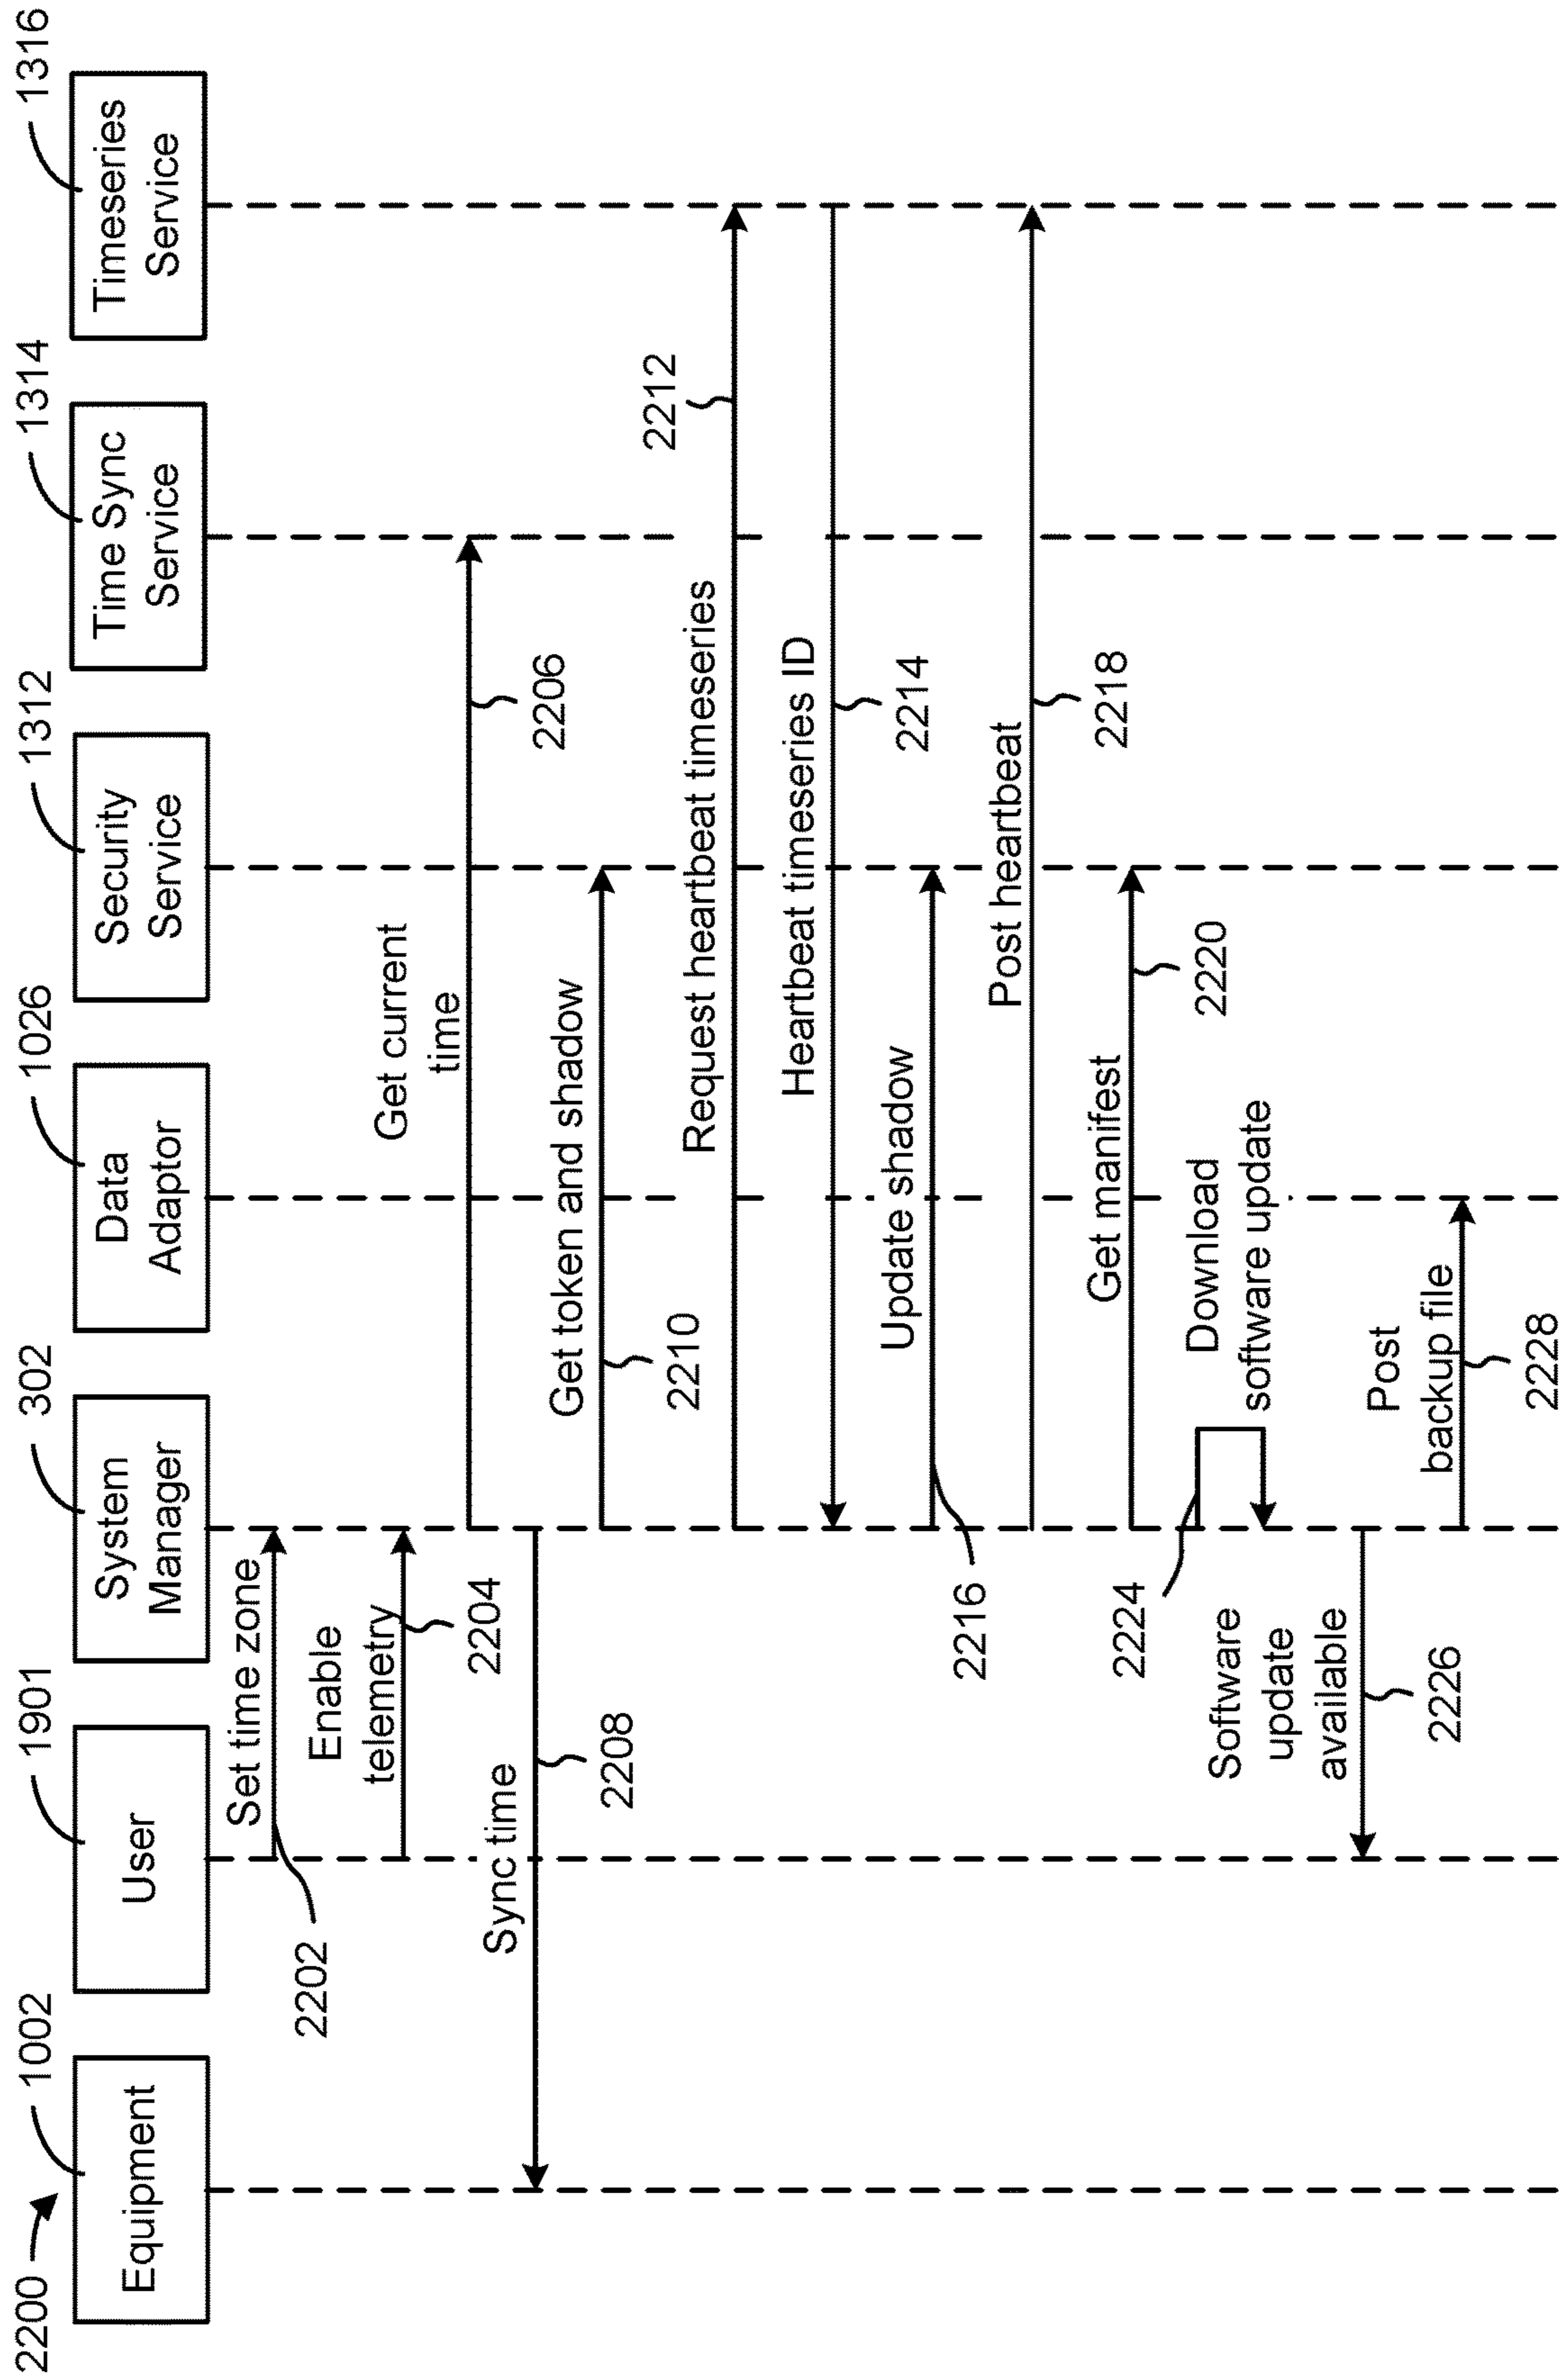 2200
1002
1901
302
1026
1312
1314
1316
Equipment
User
System
Manager
Data
Adaptor
Security
Service
Time Sync
Service
Timeseries
Service
Set time zone
2202
Enable
telemetry
2204
Get current
time
2206
Sync time
2208
Get token and shadow
2210
Request heartbeat timeseries
2212
Heartbeat timeseries ID
2214
Update shadow
2216
Post heartbeat
2218
Get manifest
2220
Download
software update
2224
Software
update
available
2226
Post
backup file
2228